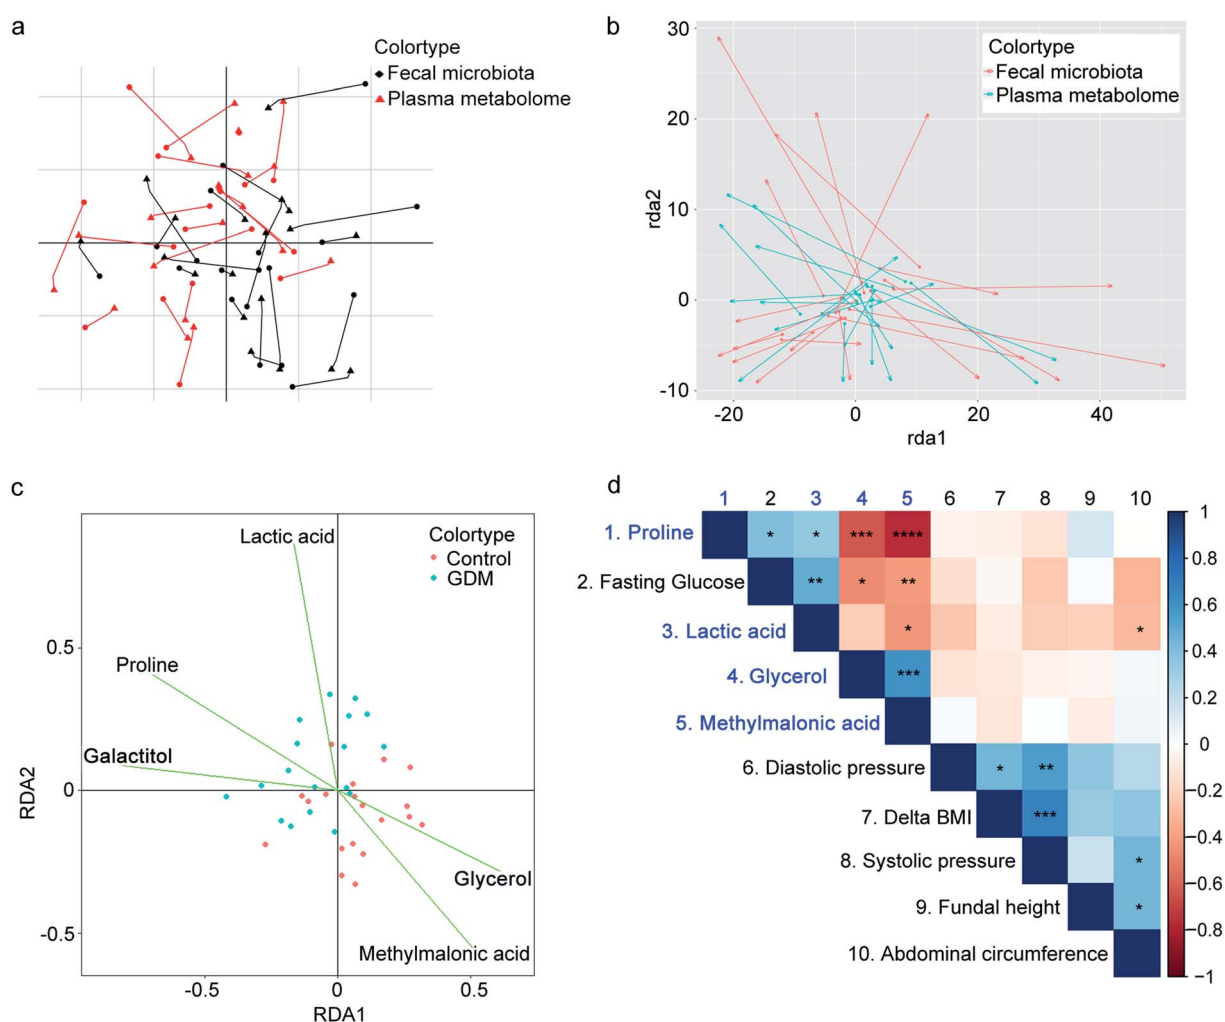 a
Colortype
Fecal microbiota
Plasma metabolome
b
30
20
10
0
-10
rda2
-20
0
20
40
rda1
Colortype
Fecal microbiota
Plasma metabolome
c
Lactic acid
Colortype
Control
GDM
Proline
Galactitol
Glycerol
Methylmalonic acid
0.5
0
-0.5
RDA2
-0.5
0
0.5
RDA1
d
1 2 3 4 5 6 7 8 9 10
1. Proline * * *** ****
2. Fasting Glucose ** * **
3. Lactic acid * *
4. Glycerol ***
5. Methylmalonic acid
6. Diastolic pressure * **
7. Delta BMI ***
8. Systolic pressure *
9. Fundal height *
10. Abdominal circumference
1
0.8
0.6
0.4
0.2
0
−0.2
−0.4
−0.6
−0.8
−1